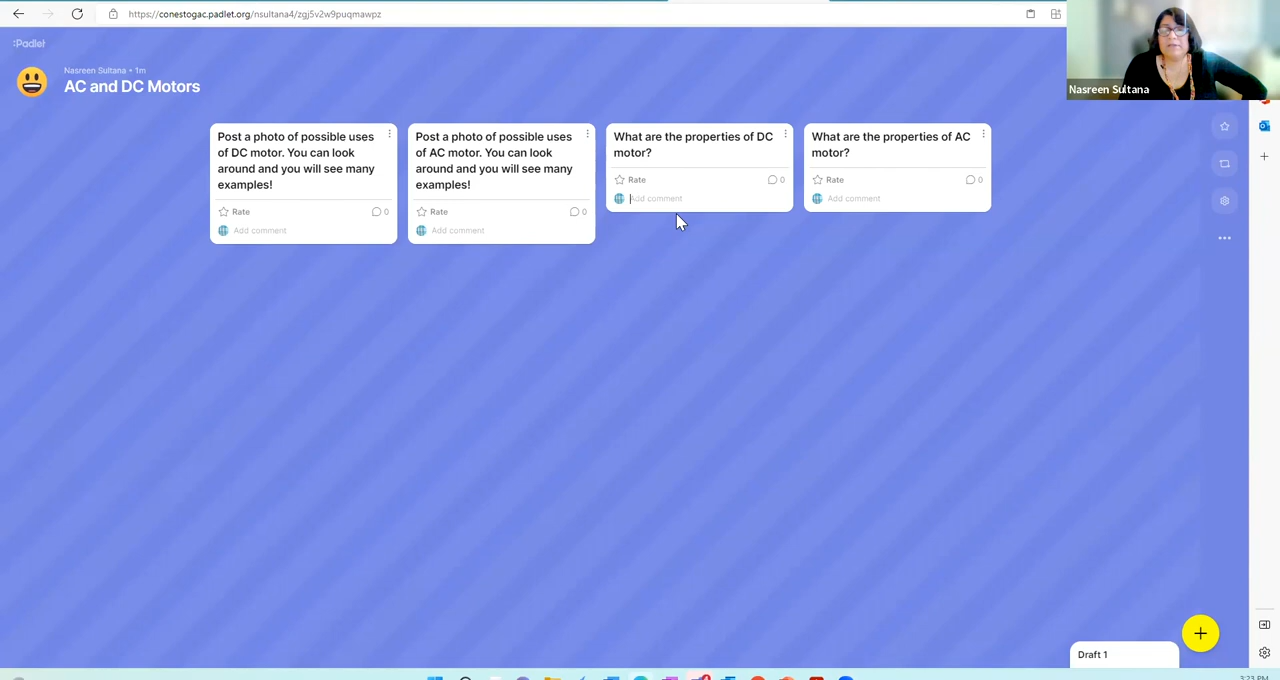 https://conestogac.padlet.org/nsultana4/zgj5v2w9puqmawpz
:Padlet
Nasreen Sultana • 1m
AC and DC Motors
Nasreen Sultana
Post a photo of possible uses
of DC motor. You can look
around and you will see many
examples!
Rate
0
Add comment
Post a photo of possible uses
of AC motor. You can look
around and you will see many
examples!
Rate
0
Add comment
What are the properties of DC
motor?
Rate
0
Add comment
What are the properties of AC
motor?
Rate
0
Add comment
Draft 1
3:23 PM